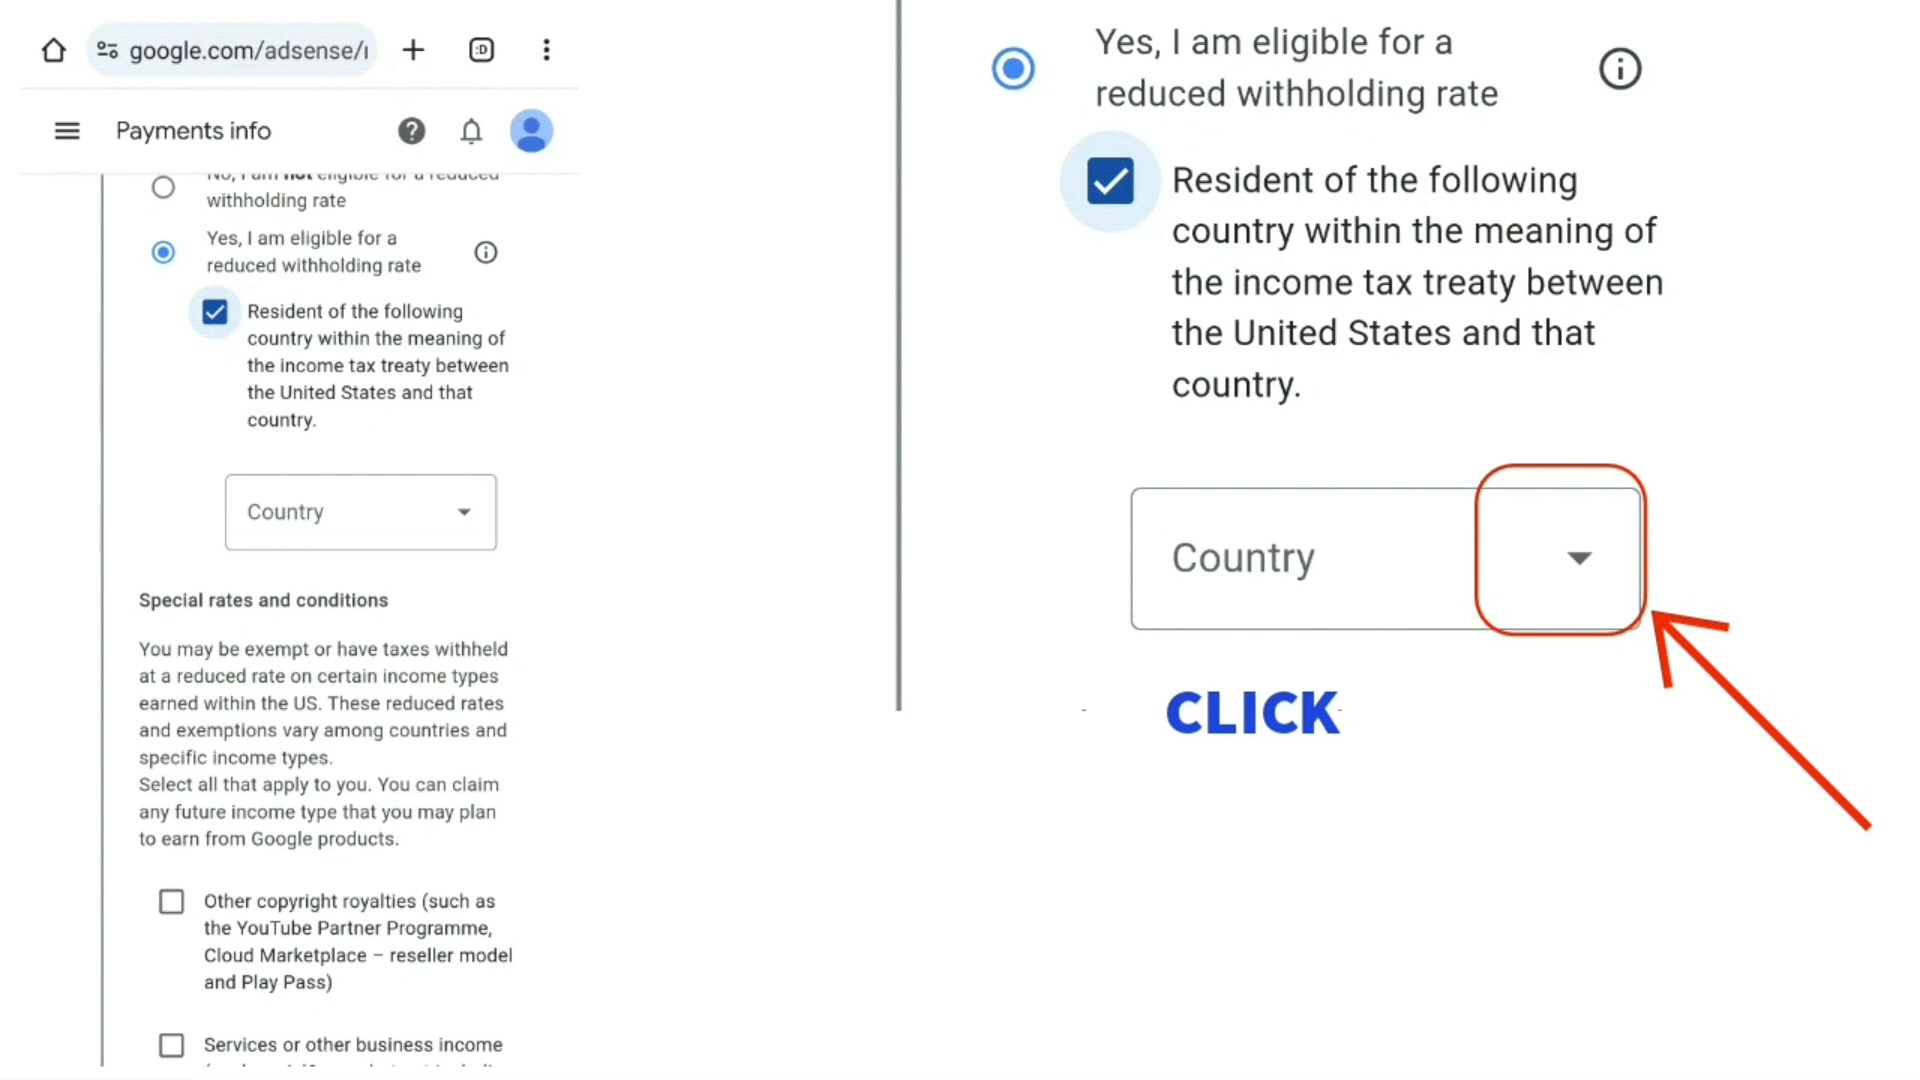 google.com/adsense/
Payments info
No, I am not eligible for a reduced
withholding rate
Yes, I am eligible for a
reduced withholding rate
Resident of the following
country within the meaning of
the income tax treaty between
the United States and that
country.
Country
Special rates and conditions
You may be exempt or have taxes withheld
at a reduced rate on certain income types
earned within the US. These reduced rates
and exemptions vary among countries and
specific income types.
Select all that apply to you. You can claim
any future income type that you may plan
to earn from Google products.
Other copyright royalties (such as
the YouTube Partner Programme,
Cloud Marketplace – reseller model
and Play Pass)
Services or other business income
Yes, I am eligible for a
reduced withholding rate
Resident of the following
country within the meaning of
the income tax treaty between
the United States and that
country.
Country
CLICK